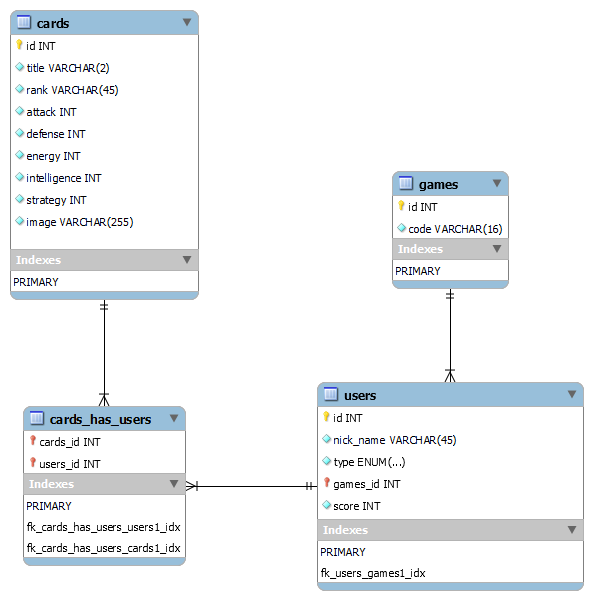 cards
id INT
title VARCHAR(2)
rank VARCHAR(45)
attack INT
defense INT
energy INT
intelligence INT
strategy INT
image VARCHAR(255)
Indexes
PRIMARY
games
id INT
code VARCHAR(16)
Indexes
PRIMARY
cards_has_users
cards_id INT
users_id INT
Indexes
PRIMARY
fk_cards_has_users_users1_idx
fk_cards_has_users_cards1_idx
users
id INT
nick_name VARCHAR(45)
type ENUM(...)
games_id INT
score INT
Indexes
PRIMARY
fk_users_games1_idx